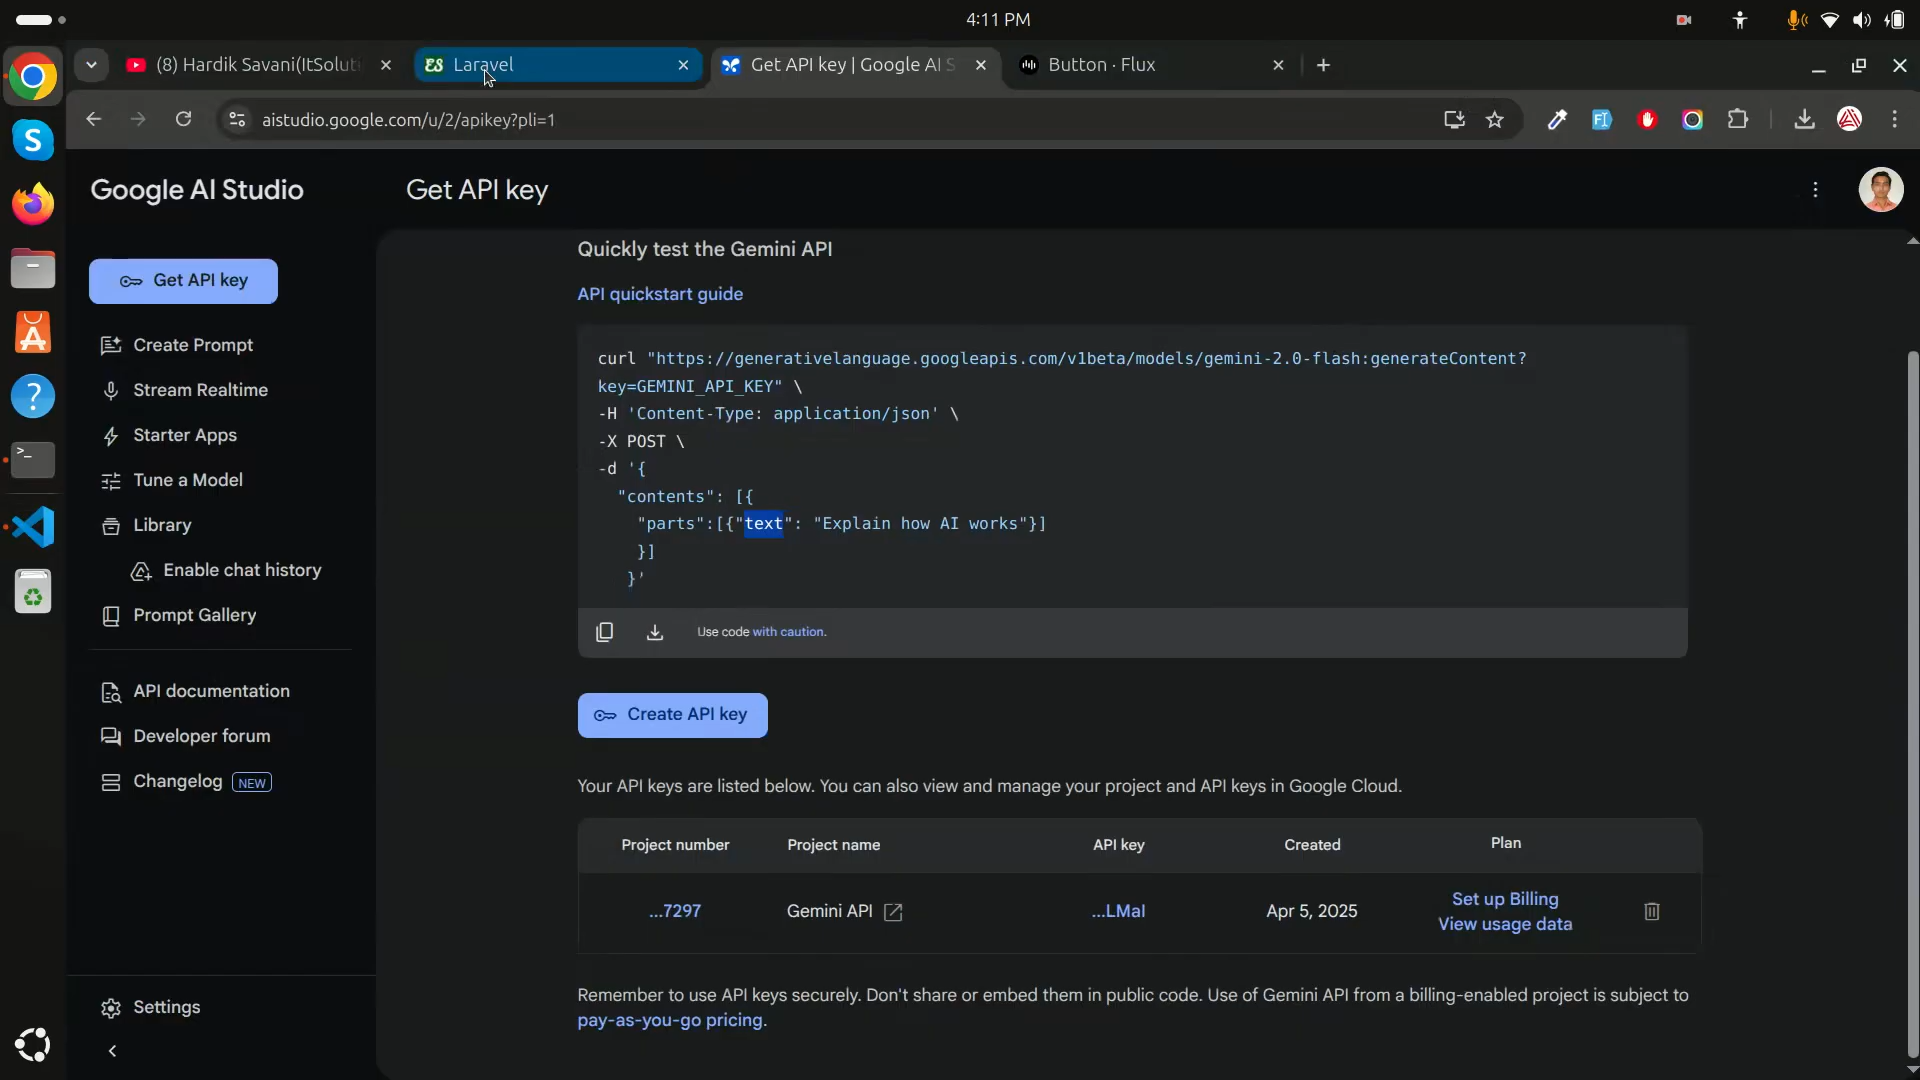 4:11 PM
(8) Hardik Savani(ItSoluti
Laravel
Get API key | Google AI S
Button · Flux
aistudio.google.com/u/2/apikey?pli=1
Google AI Studio
Get API key
Get API key
Create Prompt
Stream Realtime
Starter Apps
Tune a Model
Library
Enable chat history
Prompt Gallery
API documentation
Developer forum
Changelog NEW
Settings
Quickly test the Gemini API
API quickstart guide
curl "https://generativelanguage.googleapis.com/v1beta/models/gemini-2.0-flash:generateContent?
key=GEMINI_API_KEY" \
-H 'Content-Type: application/json' \
-X POST \
-d '{
"contents": [{
"parts":[{"text": "Explain how AI works"}]
}]
}'
Use code with caution.
Create API key
Your API keys are listed below. You can also view and manage your project and API keys in Google Cloud.
Project number Project name API key Created Plan
...7297 Gemini API ...LMaI Apr 5, 2025 Set up Billing
View usage data
Remember to use API keys securely. Don't share or embed them in public code. Use of Gemini API from a billing-enabled project is subject to
pay-as-you-go pricing.